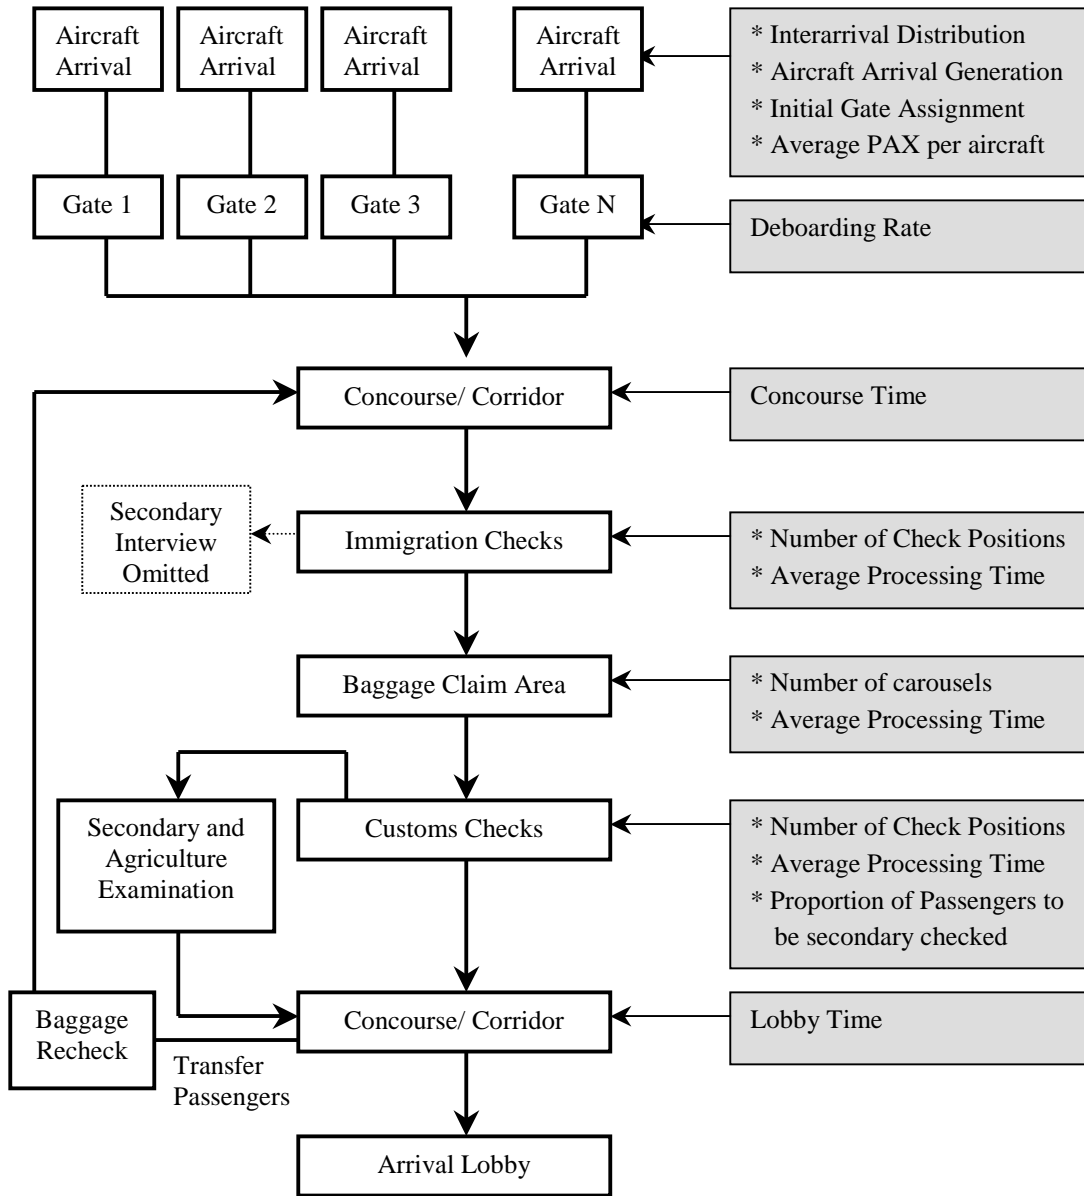 Aircraft
Arrival
Aircraft
Arrival
Aircraft
Arrival
Aircraft
Arrival
* Interarrival Distribution
* Aircraft Arrival Generation
* Initial Gate Assignment
* Average PAX per aircraft
Gate 1
Gate 2
Gate 3
Gate N
Deboarding Rate
Concourse/ Corridor
Concourse Time
Secondary
Interview
Omitted
Immigration Checks
* Number of Check Positions
* Average Processing Time
Baggage Claim Area
* Number of carousels
* Average Processing Time
Secondary and
Agriculture
Examination
Customs Checks
* Number of Check Positions
* Average Processing Time
* Proportion of Passengers to
be secondary checked
Baggage
Recheck
Transfer
Passengers
Concourse/ Corridor
Lobby Time
Arrival Lobby